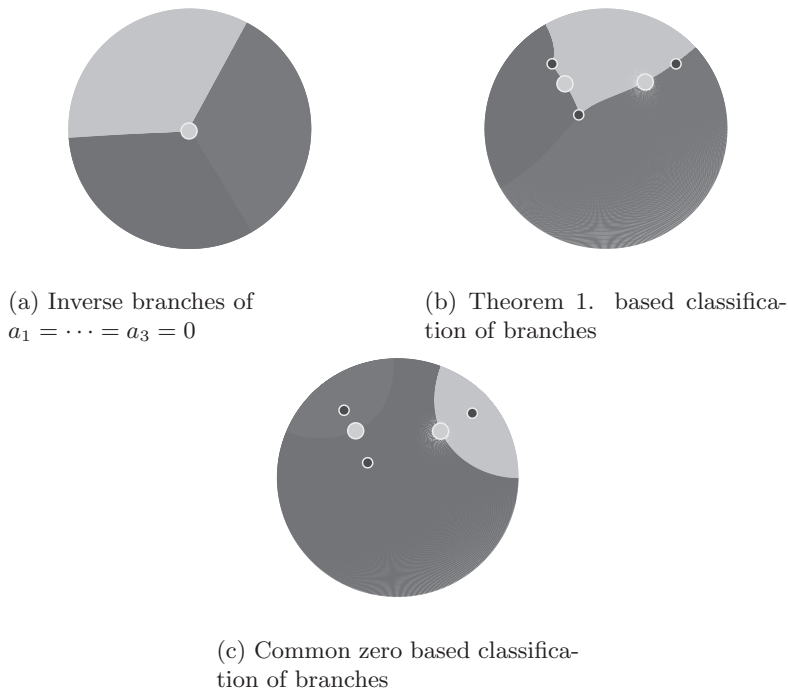 (a) Inverse branches of
a₁ = ⋯ = a₃ = 0
(b) Theorem 1. based classifica-
tion of branches
(c) Common zero based classifica-
tion of branches